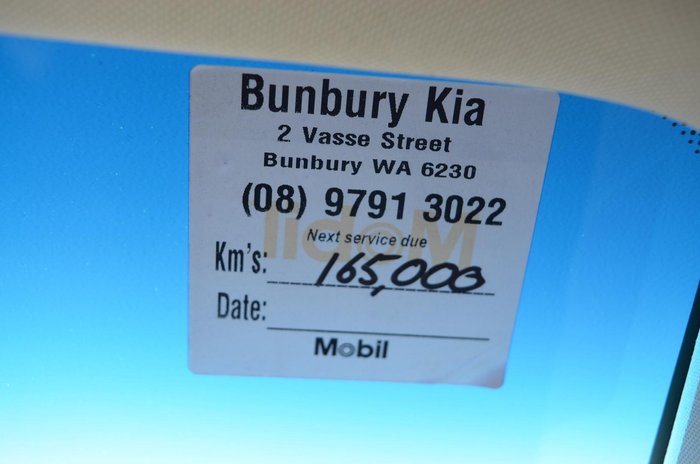 Bunbury Kia
2 Vasse Street
Bunbury WA 6230
(08) 9791 3022
Next service due
Km's: 165,000
Date:
Mobil
Mobil